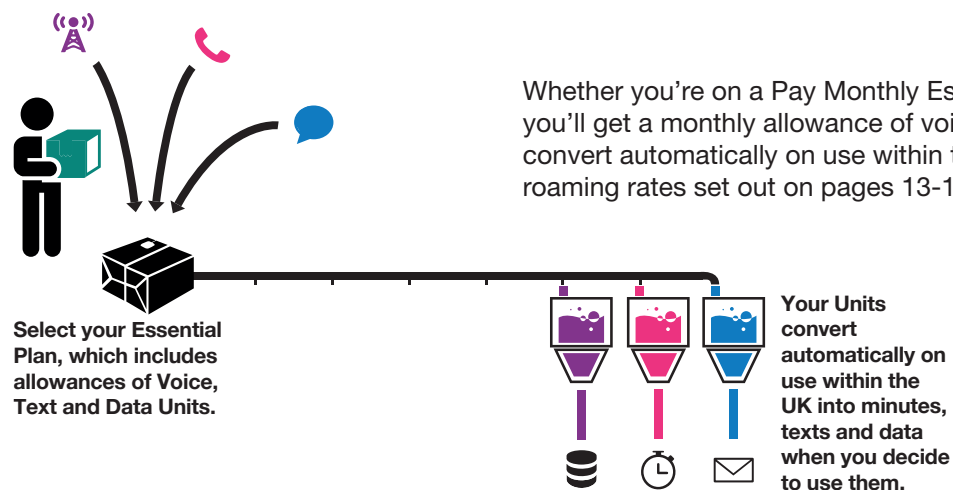 Whether you're on a Pay Monthly Es
you'll get a monthly allowance of voi
convert automatically on use within t
roaming rates set out on pages 13-1
Select your Essential
Plan, which includes
allowances of Voice,
Text and Data Units.
Your Units
convert
automatically on
use within the
UK into minutes,
texts and data
when you decide
to use them.